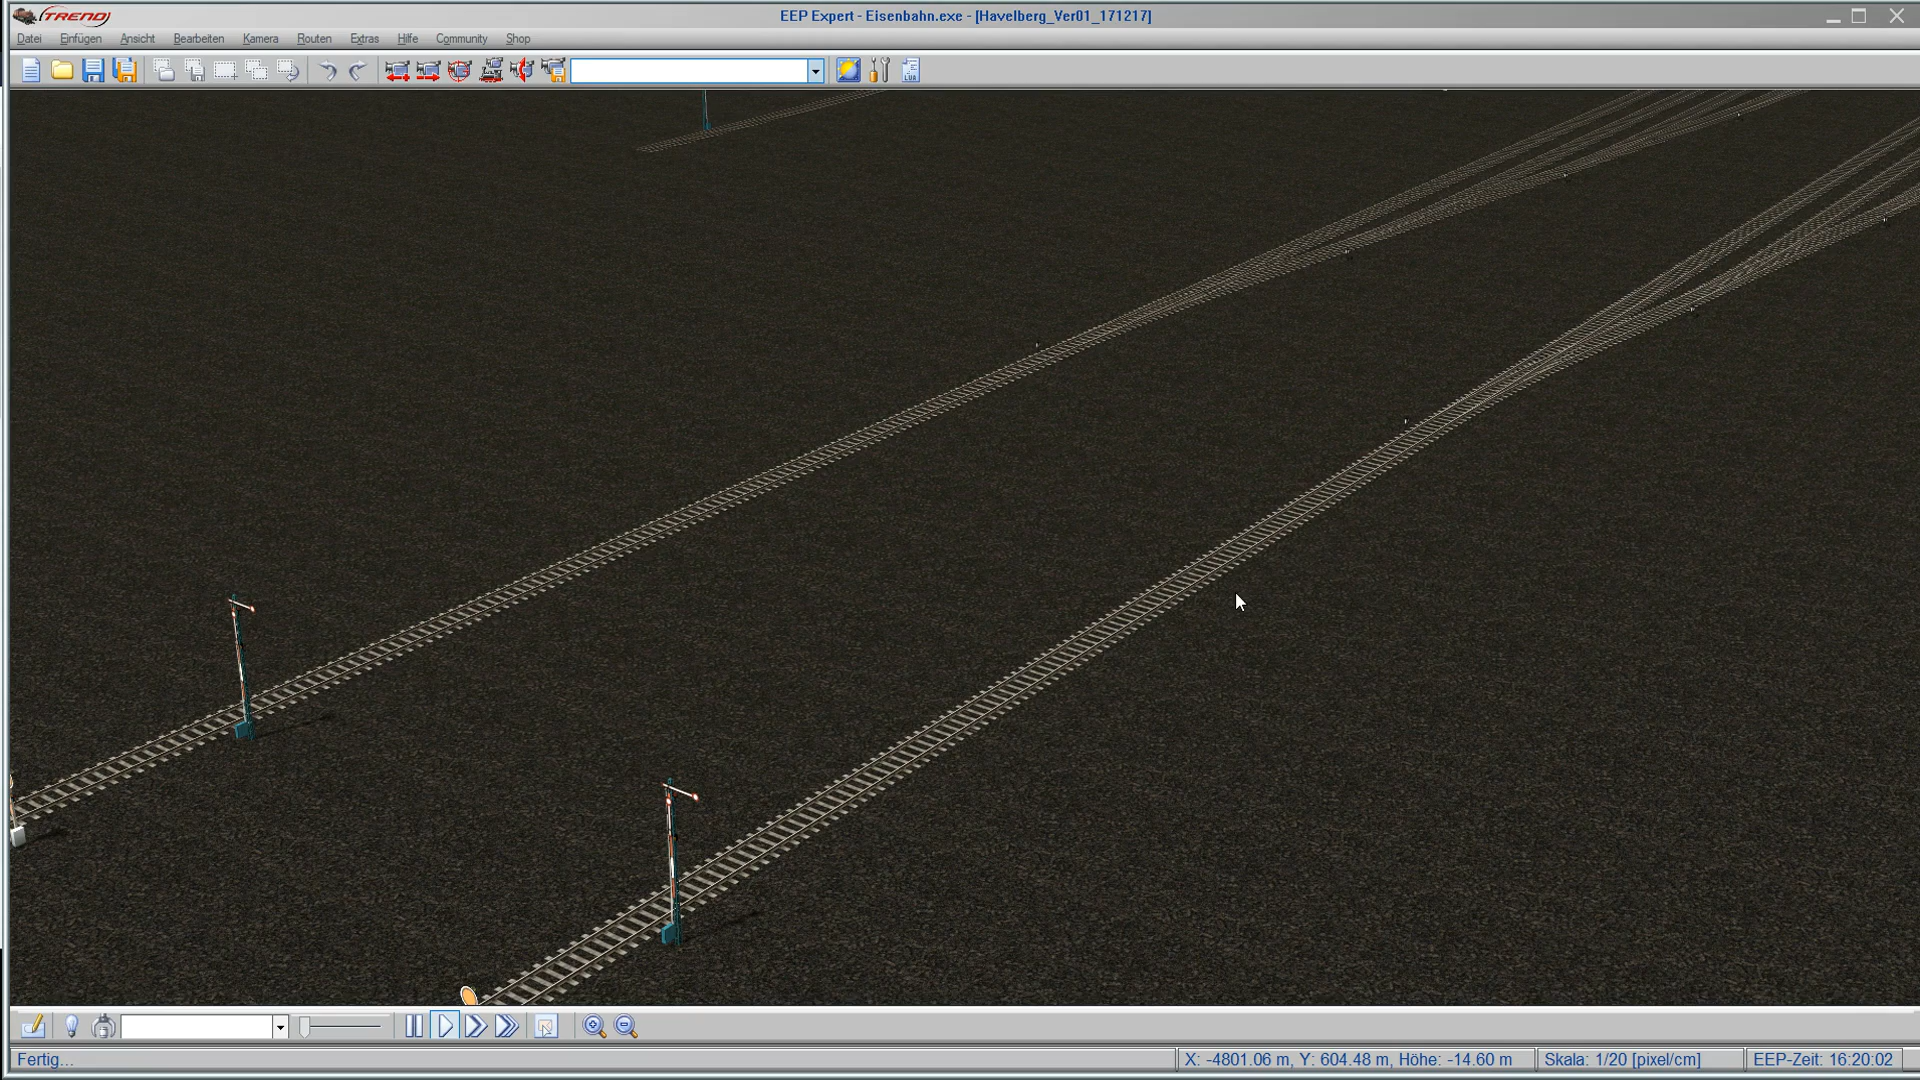 TREND
EEP Expert - Eisenbahn.exe - [Havelberg_Ver01_171217]
Datei Einfügen Ansicht Bearbeiten Kamera Routen Extras Hilfe Community Shop
LUA
Fertig...
X: -4801.06 m, Y: 604.48 m, Höhe: -14.60 m
Skala: 1/20 [pixel/cm]
EEP-Zeit: 16:20:02